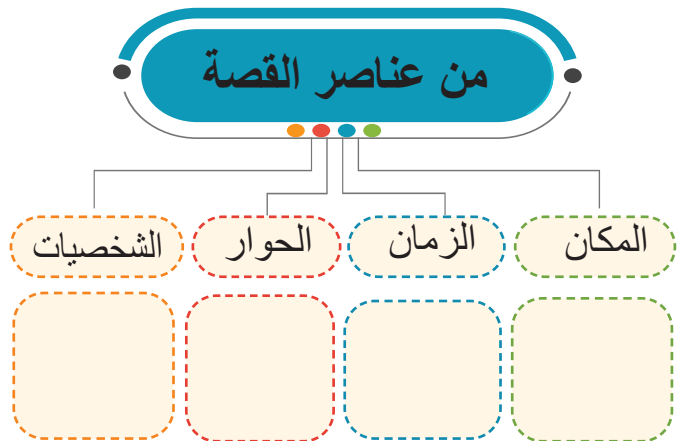 من عناصر القصة
المكان
الزمان
الحوار
الشخصيات